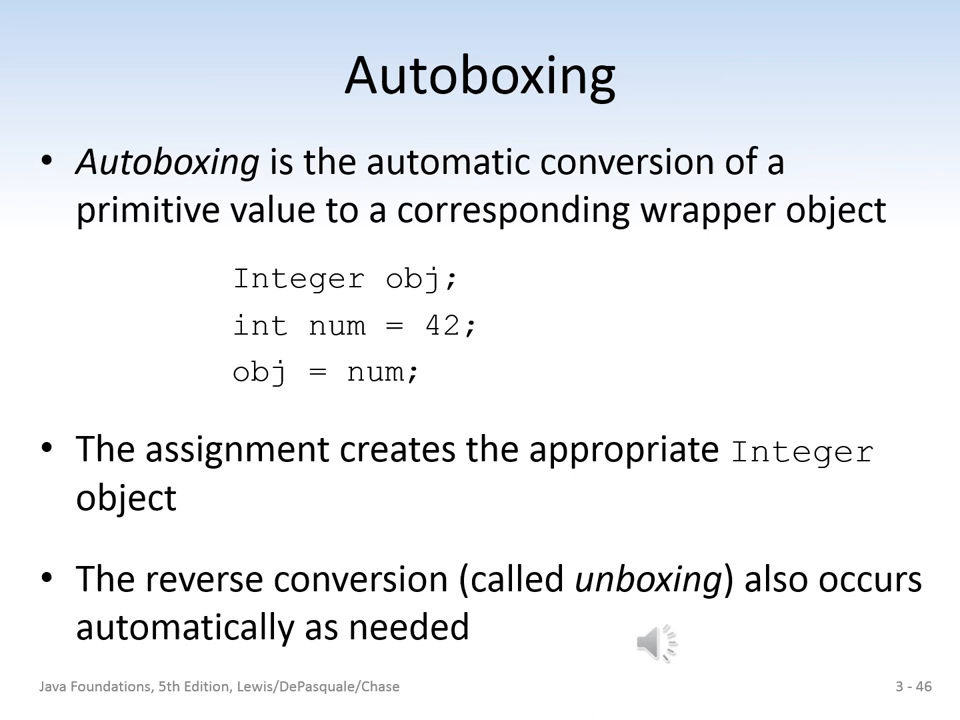 Autoboxing
• Autoboxing is the automatic conversion of a
primitive value to a corresponding wrapper object
Integer obj;
int num = 42;
obj = num;
• The assignment creates the appropriate Integer
object
• The reverse conversion (called unboxing) also occurs
automatically as needed
Java Foundations, 5th Edition, Lewis/DePasquale/Chase
3 - 46